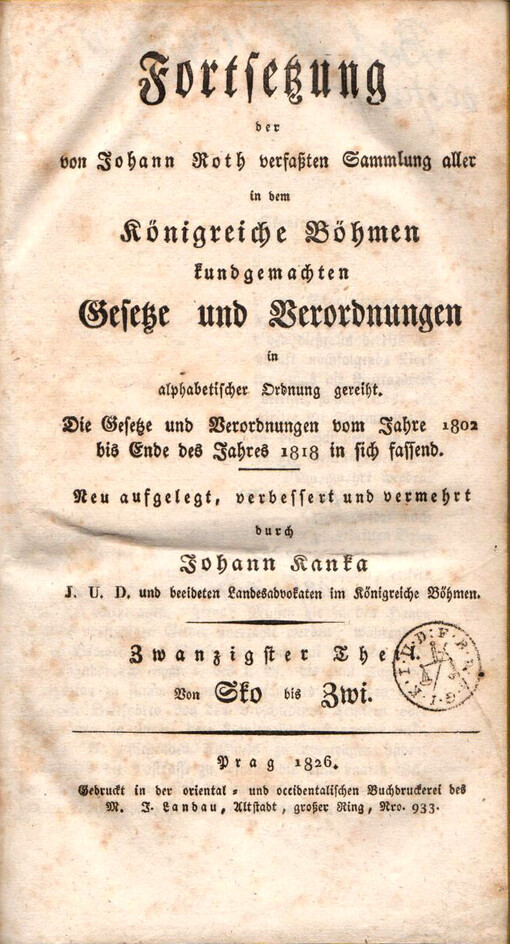 Fortsetzung
der
von Johann Roth verfaßten Sammlung aller
in dem
Königreiche Böhmen
kundgemachten
Gesetze und Verordnungen
in
alphabetischer Ordnung gereiht.
Die Gesetze und Verordnungen vom Jahre 1802
bis Ende des Jahres 1818 in sich fassend.
Neu aufgelegt, verbessert und vermehrt
durch
Johann Kanka
J. U. D. und beeideten Landesadvokaten im Königreiche Böhmen.
Zwanzigster Theil.
Von Sko bis Zwi.
Prag 1826.
Gedruckt in der oriental- und occidentalischen Buchdruckerei des
M. J. Landau, Altstadt, großer Ring, Nro. 933.